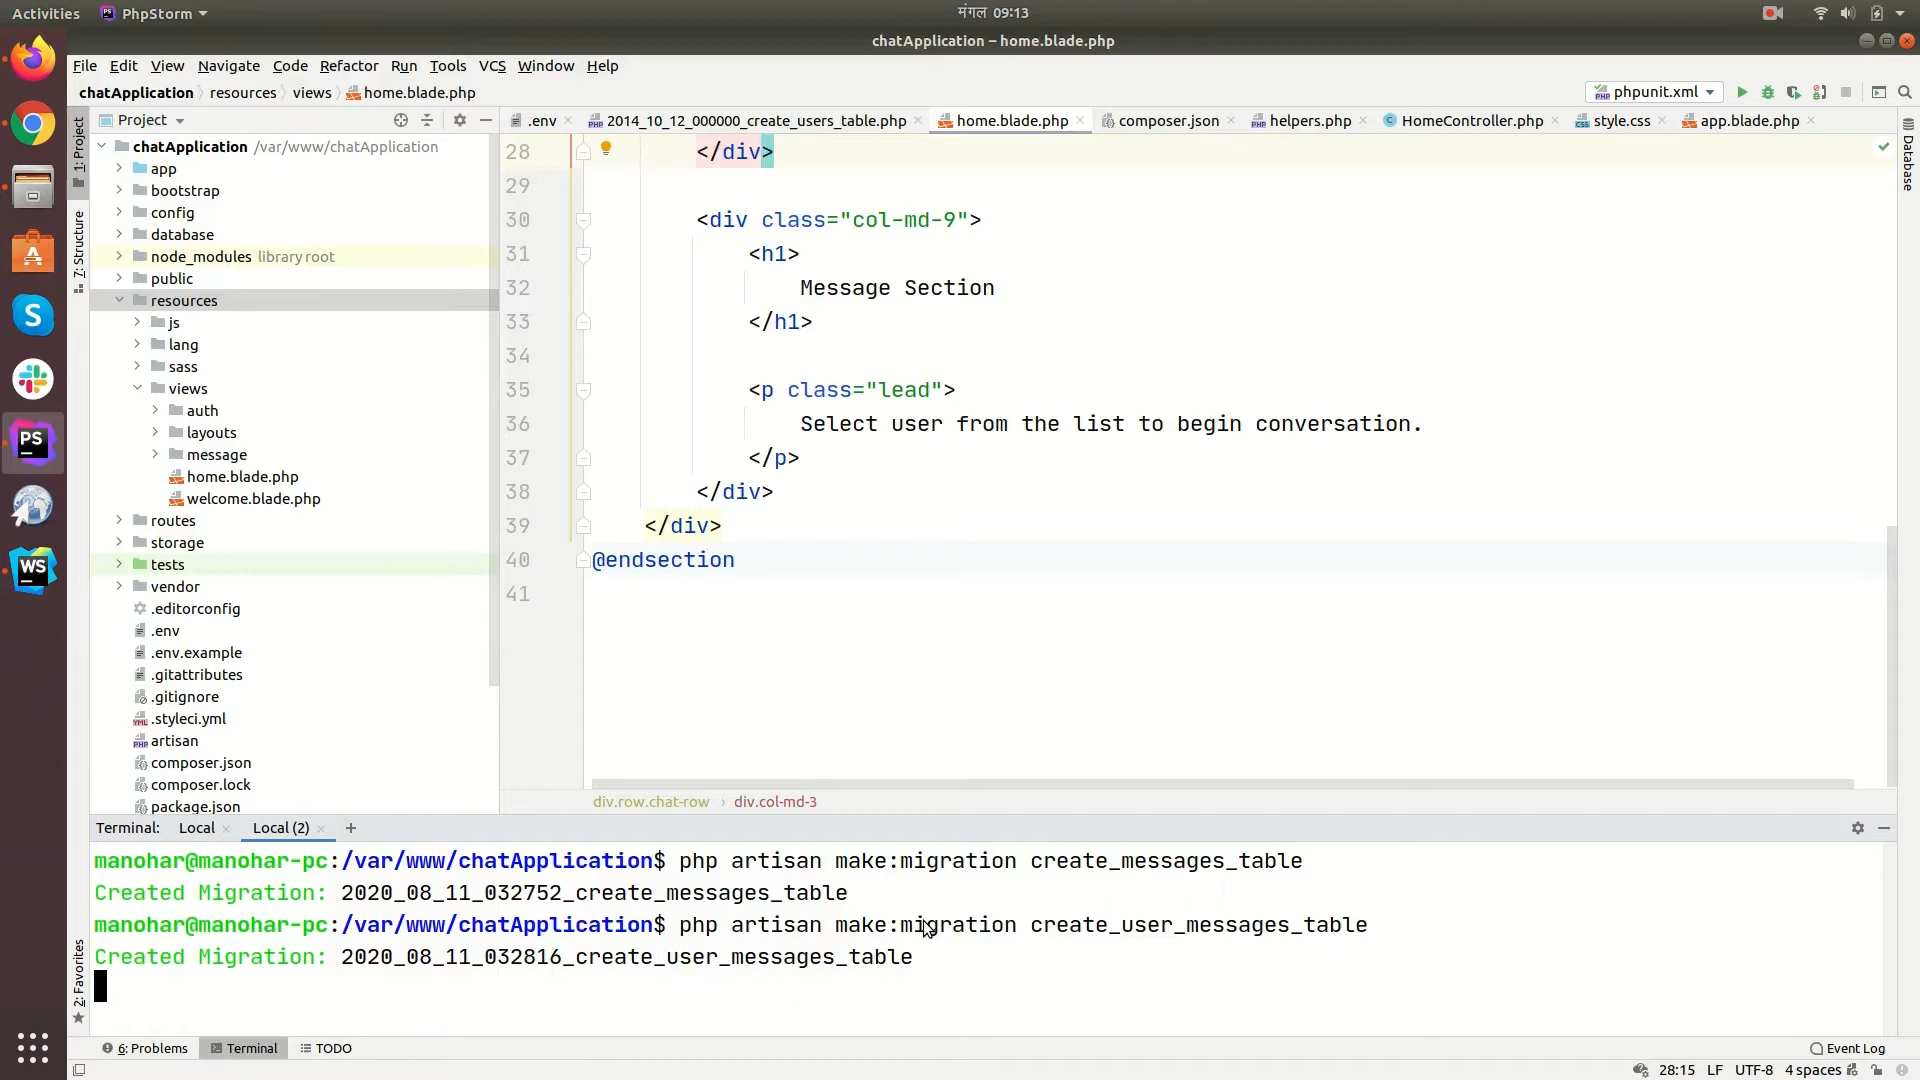 Activities PhpStorm मंगल 09:13
chatApplication – home.blade.php
File Edit View Navigate Code Refactor Run Tools VCS Window Help
chatApplication resources views home.blade.php phpunit.xml
Project
.env 2014_10_12_000000_create_users_table.php home.blade.php composer.json helpers.php HomeController.php style.css app.blade.php
1: Project
7: Structure
2: Favorites
Database
chatApplication /var/www/chatApplication
app
bootstrap
config
database
node_modules library root
public
resources
js
lang
sass
views
auth
layouts
message
home.blade.php
welcome.blade.php
routes
storage
tests
vendor
.editorconfig
.env
.env.example
.gitattributes
.gitignore
.styleci.yml
artisan
composer.json
composer.lock
package.json
28 </div>
29
30 <div class="col-md-9">
31 <h1>
32 Message Section
33 </h1>
34
35 <p class="lead">
36 Select user from the list to begin conversation.
37 </p>
38 </div>
39 </div>
40 @endsection
41
div.row.chat-row › div.col-md-3
Terminal: Local Local (2)
manohar@manohar-pc:/var/www/chatApplication$ php artisan make:migration create_messages_table
Created Migration: 2020_08_11_032752_create_messages_table
manohar@manohar-pc:/var/www/chatApplication$ php artisan make:migration create_user_messages_table
Created Migration: 2020_08_11_032816_create_user_messages_table
6: Problems Terminal TODO Event Log
28:15 LF UTF-8 4 spaces